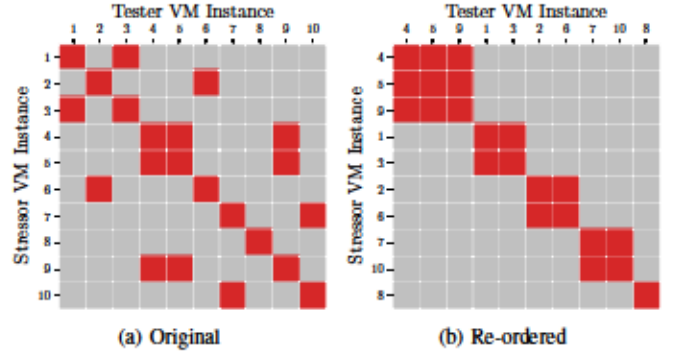 Tester VM Instance
1 2 3 4 5 6 7 8 9 10
Stressor VM Instance
1
2
3
4
5
6
7
8
9
10
(a) Original
Tester VM Instance
4 5 9 1 3 2 6 7 10 8
Stressor VM Instance
4
5
9
1
3
2
6
7
10
8
(b) Re-ordered